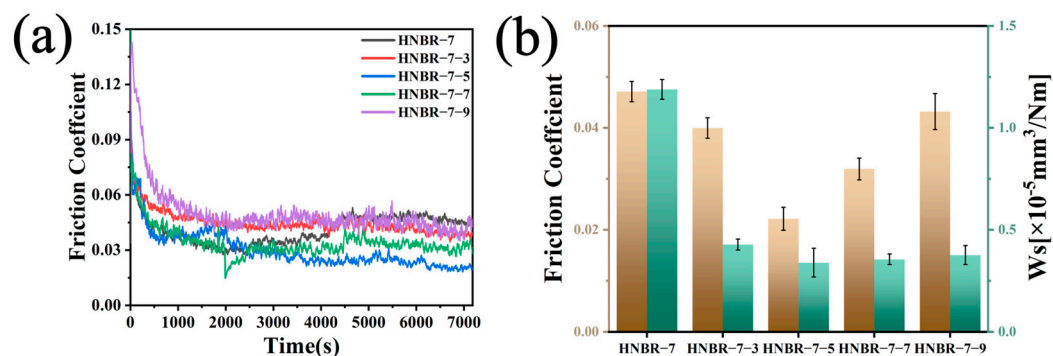 (a)
Friction Coeffcient
0.15
0.12
0.09
0.06
0.03
0.00
HNBR−7
HNBR−7−3
HNBR−7−5
HNBR−7−7
HNBR−7−9
0
1000
2000
3000
4000
5000
6000
7000
Time(s)
(b)
Friction Coeffcient
0.06
0.04
0.02
0.00
1.5
1.0
0.5
0.0
Ws[×10⁻⁵mm³/Nm]
HNBR−7
HNBR−7−3
HNBR−7−5
HNBR−7−7
HNBR−7−9